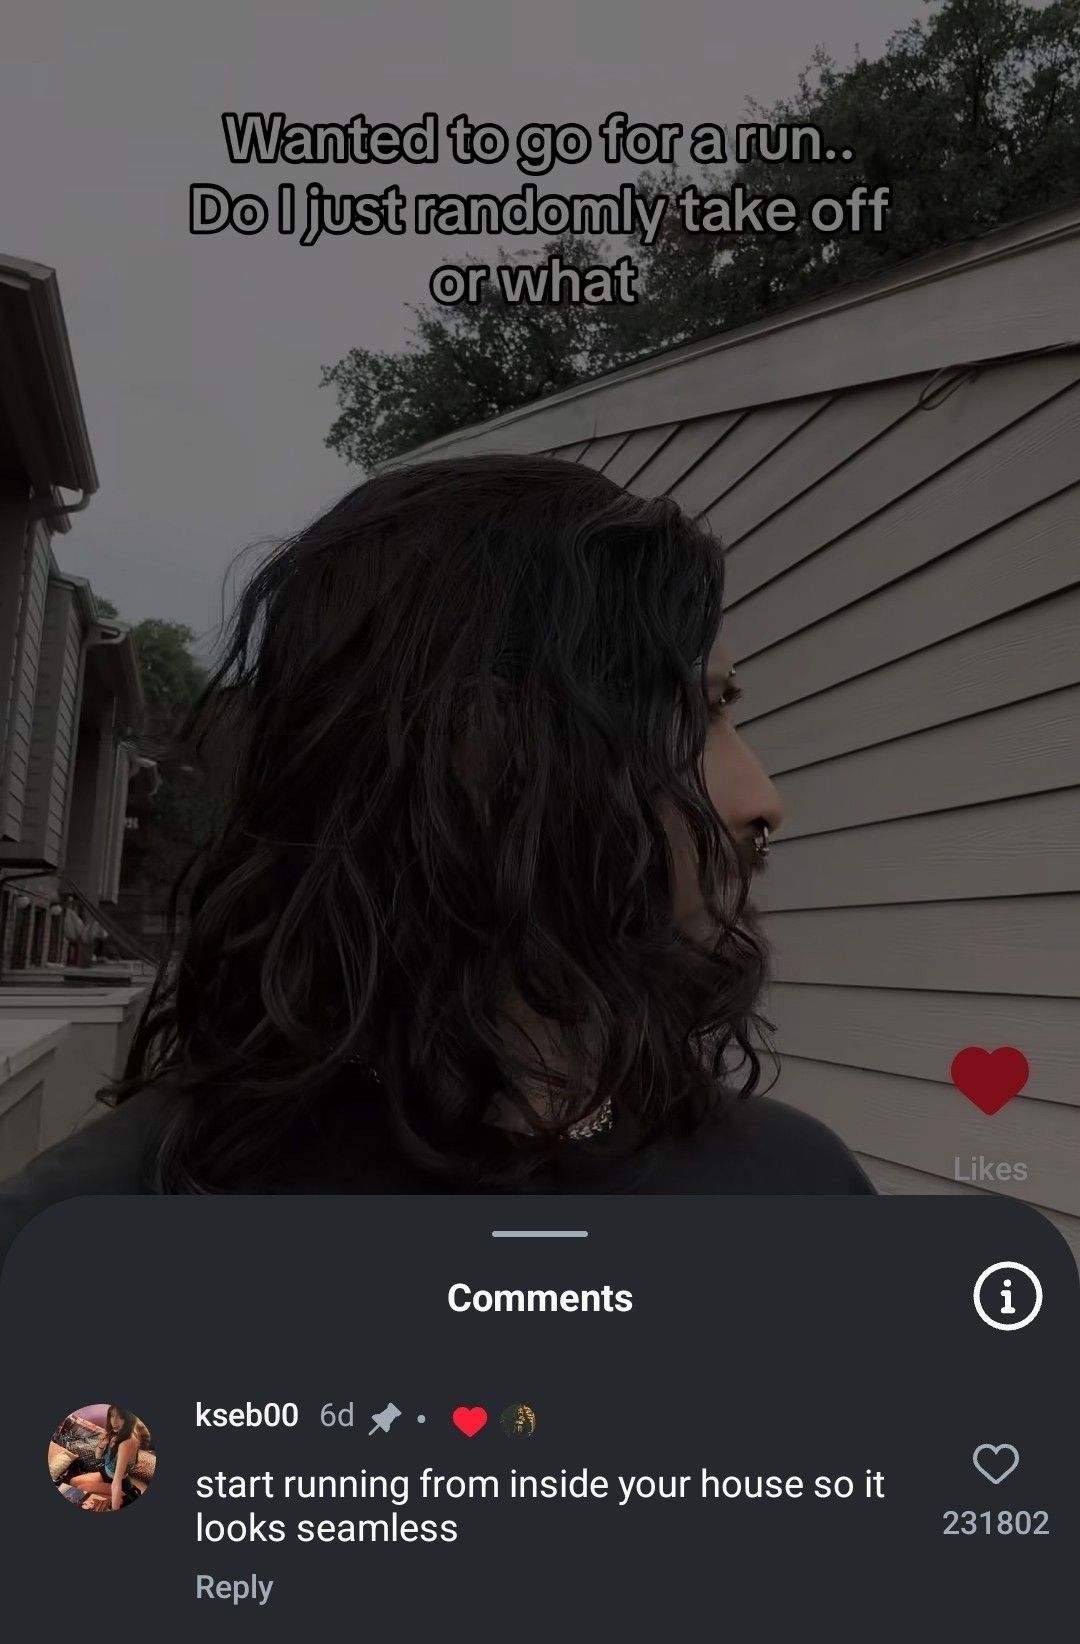 Wanted to go for a run..
Do I just randomly take off
or what
Likes
Comments
kseb00 6d
start running from inside your house so it
looks seamless
231802
Reply